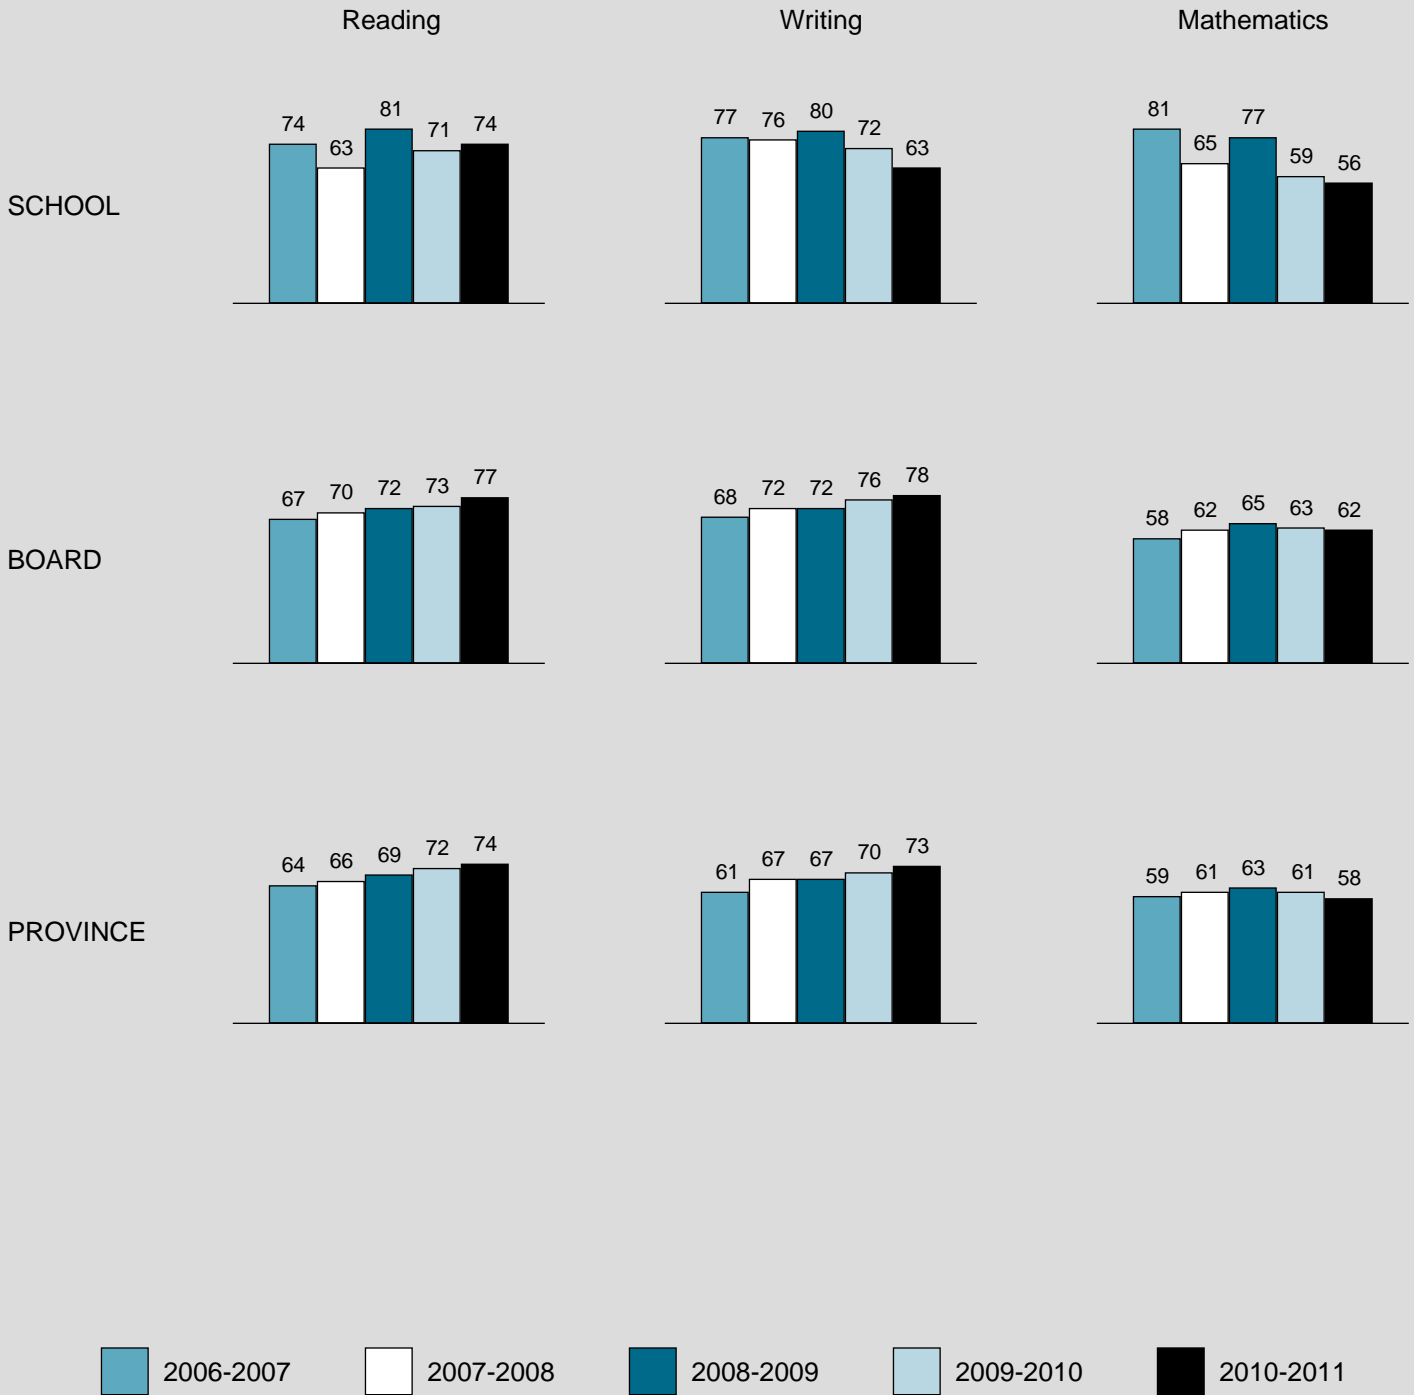 Reading Writing Mathematics
74 63 81 71 74 77 76 80 72 63 81 65 77 59 56
SCHOOL
67 70 72 73 77 68 72 72 76 78 58 62 65 63 62
BOARD
64 66 69 72 74 61 67 67 70 73 59 61 63 61 58
PROVINCE
2006-2007 2007-2008 2008-2009 2009-2010 2010-2011